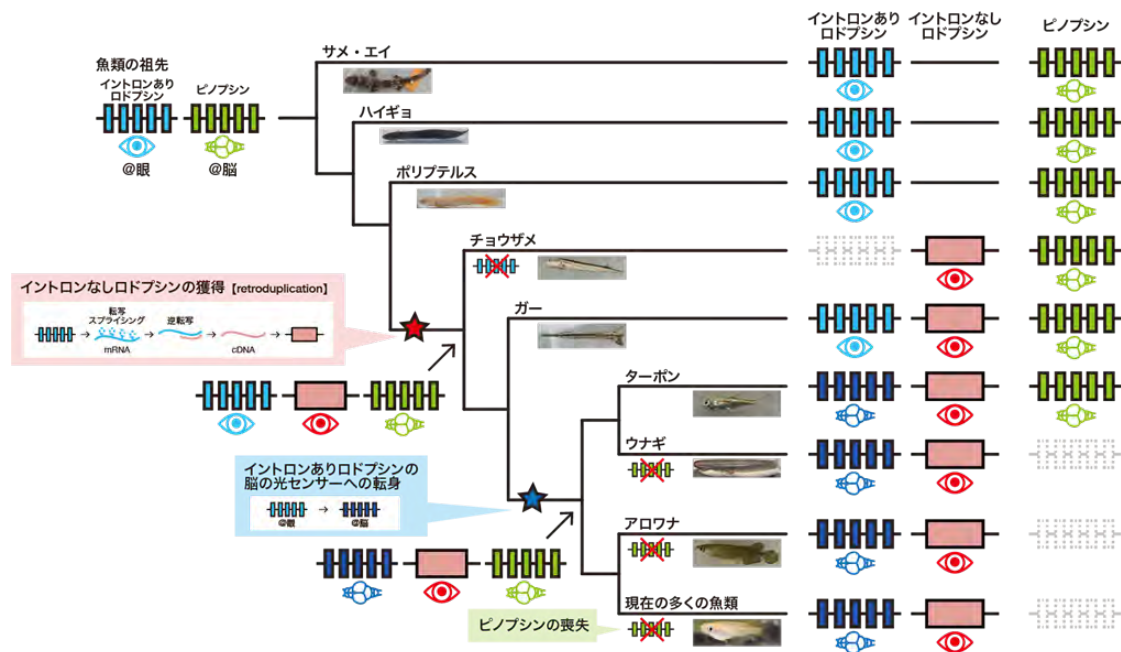 イントロンあり
ロドプシン
イントロンなし
ロドプシン
ピノプシン
魚類の祖先
イントロンあり
ロドプシン
ピノプシン
@眼
@脳
サメ・エイ
ハイギョ
ポリプテルス
チョウザメ
イントロンなしロドプシンの獲得【retroduplication】
転写
スプライシング
逆転写
mRNA
cDNA
ガー
ターポン
ウナギ
イントロンありロドプシンの
脳の光センサーへの転身
@眼
@脳
アロワナ
現在の多くの魚類
ピノプシンの喪失